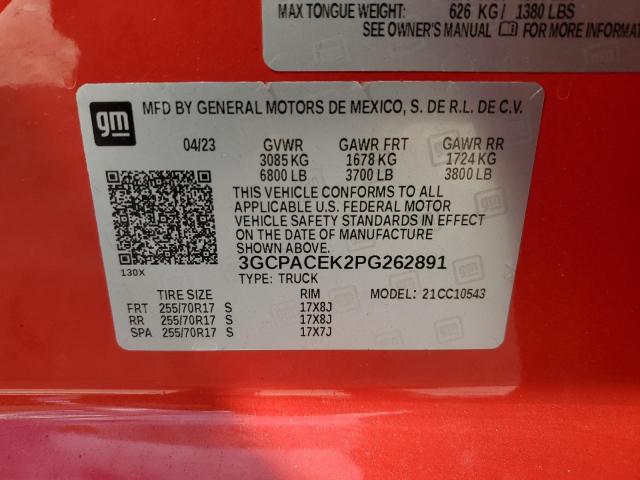 MAX TONGUE WEIGHT: 626 KG/ 1380 LBS
SEE OWNER'S MANUAL FOR MORE INFORMATION
gm
MFD BY GENERAL MOTORS DE MEXICO, S. DE R.L. DE C.V.
04/23 GVWR GAWR FRT GAWR RR
3085 KG 1678 KG 1724 KG
6800 LB 3700 LB 3800 LB
THIS VEHICLE CONFORMS TO ALL
APPLICABLE U.S. FEDERAL MOTOR
VEHICLE SAFETY STANDARDS IN EFFECT
ON THE DATE OF MANUFACTURE
SHOWN ABOVE.
3GCPACEK2PG262891
130X
TYPE: TRUCK
TIRE SIZE RIM MODEL: 21CC10543
FRT 255/70R17 S 17X8J
RR 255/70R17 S 17X8J
SPA 255/70R17 S 17X7J